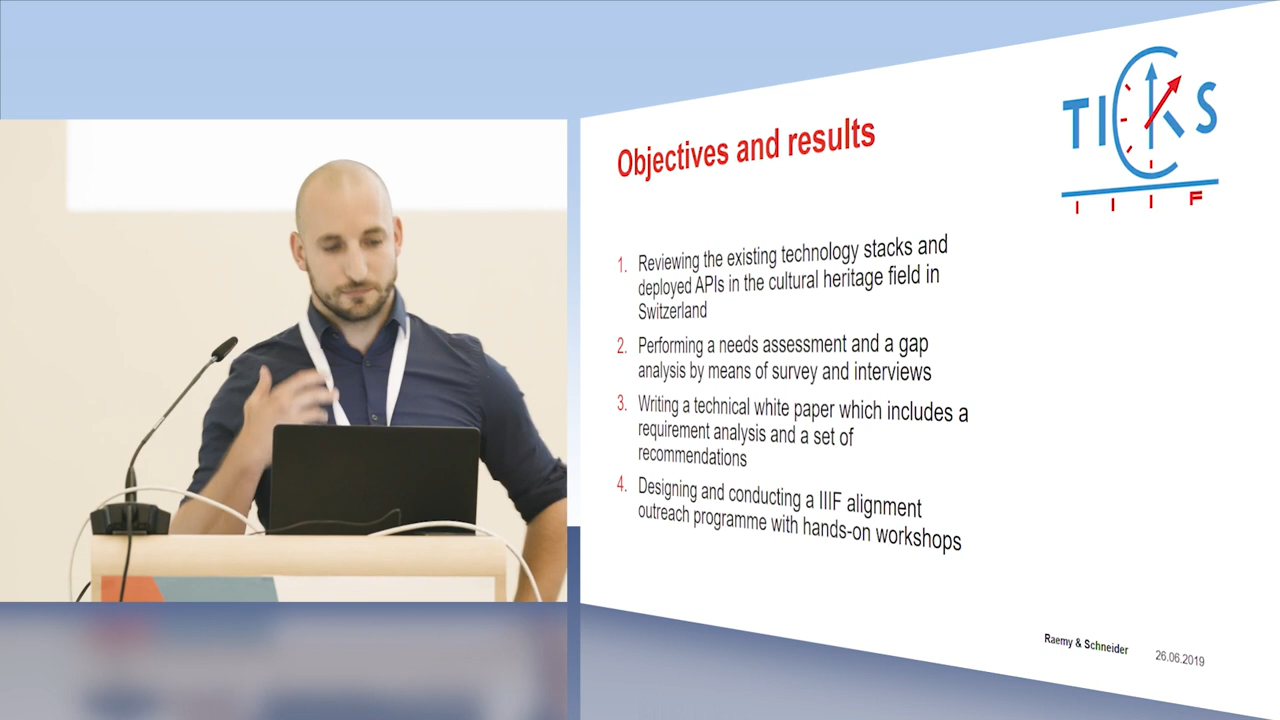 TICKS
IIIF
Objectives and results
1. Reviewing the existing technology stacks and
deployed APIs in the cultural heritage field in
Switzerland
2. Performing a needs assessment and a gap
analysis by means of survey and interviews
3. Writing a technical white paper which includes a
requirement analysis and a set of
recommendations
4. Designing and conducting a IIIF alignment
outreach programme with hands-on workshops
Raemy & Schneider 26.06.2019